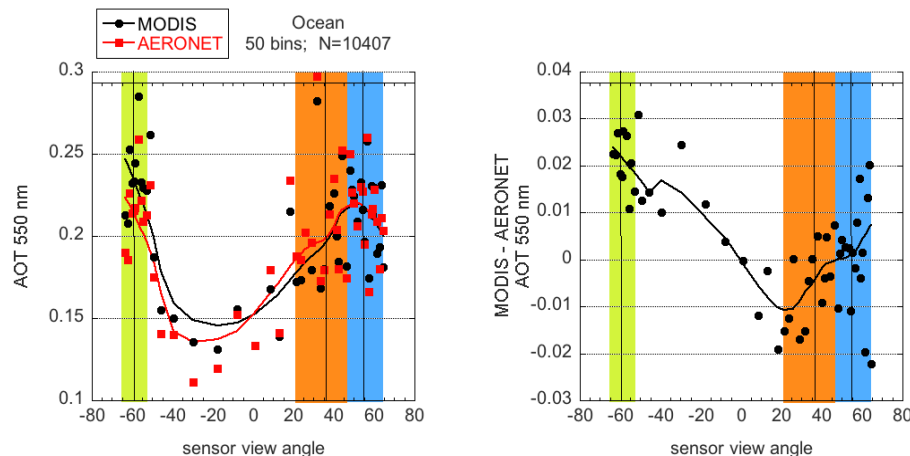 MODIS
AERONET
Ocean
50 bins; N=10407
0.3
0.25
0.2
0.15
0.1
AOT 550 nm
-80 -40 -20 0 20 40 60 80
-60
sensor view angle
0.04
0.03
0.02
0.01
0
-0.01
-0.02
-0.03
MODIS - AERONET
AOT 550 nm
-80 -60 -40 -20 0 20 40 60 80
sensor view angle